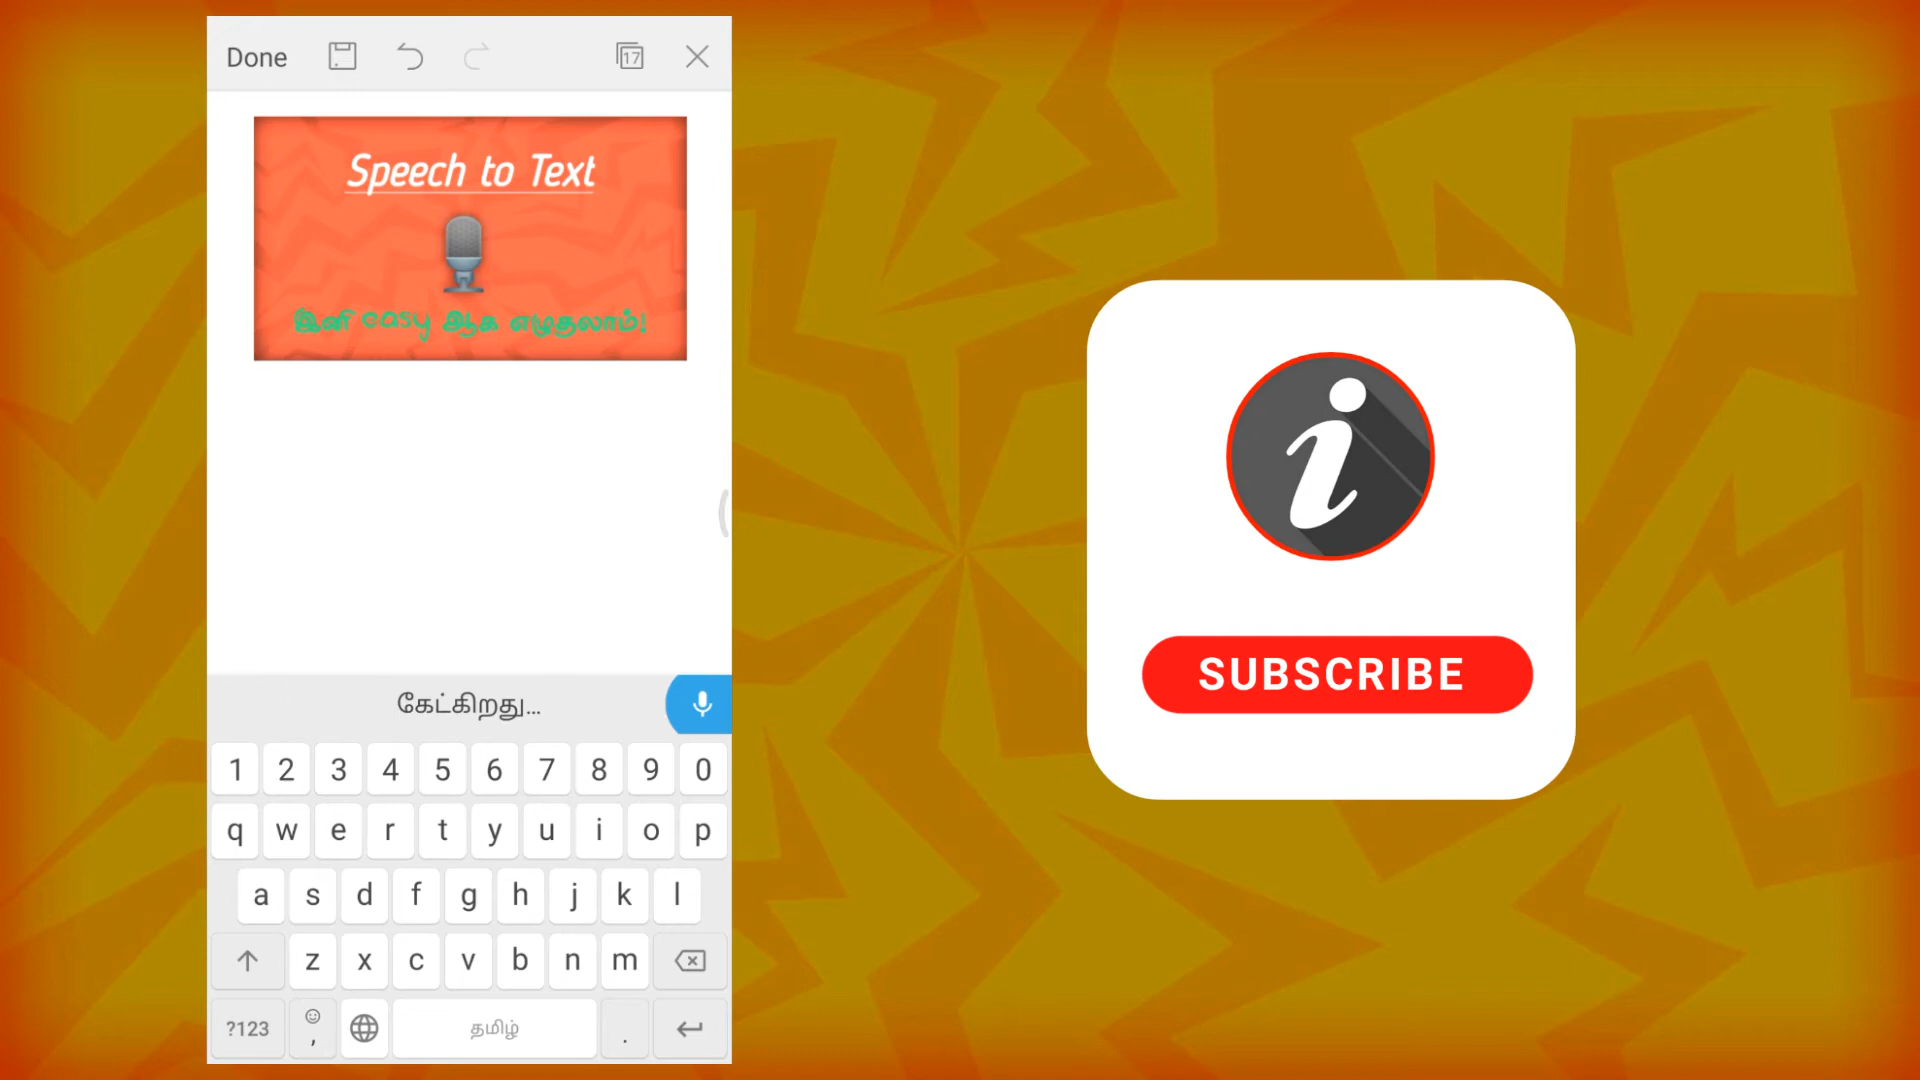 Done
17
Speech to Text
இனி easy ஆக எழுதலாம்!
கேட்கிறது...
1 2 3 4 5 6 7 8 9 0
q w e r t y u i o p
a s d f g h j k l
z x c v b n m
?123 , தமிழ் .
i
SUBSCRIBE